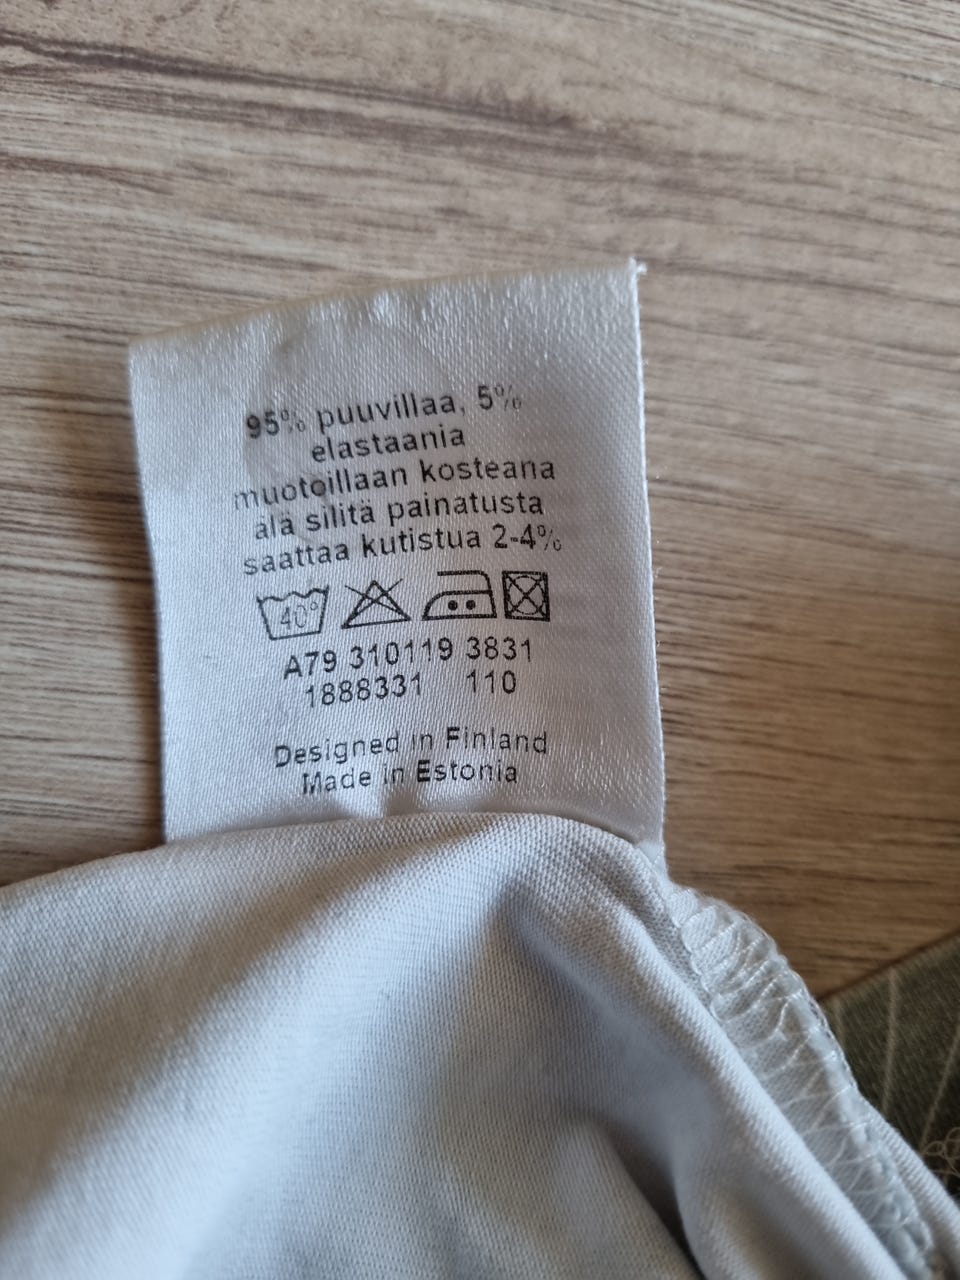 95% puuvillaa, 5%
elastaania
muotoillaan kosteana
älä silitä painatusta
saattaa kutistua 2-4%
40°
A79 310119 3831
1888331 110
Designed in Finland
Made in Estonia